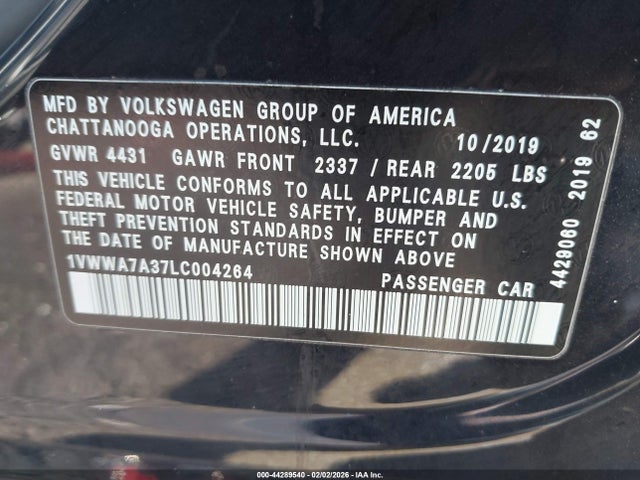 MFD BY VOLKSWAGEN GROUP OF AMERICA
CHATTANOOGA OPERATIONS, LLC. 10/2019
GVWR 4431 GAWR FRONT 2337 / REAR 2205 LBS
THIS VEHICLE CONFORMS TO ALL APPLICABLE U.S.
FEDERAL MOTOR VEHICLE SAFETY, BUMPER AND
THEFT PREVENTION STANDARDS IN EFFECT ON
THE DATE OF MANUFACTURE SHOWN ABOVE
1VWWA7A37LC004264 PASSENGER CAR
4429060 2019 62
000-44289540 - 02/02/2026 - IAA Inc.